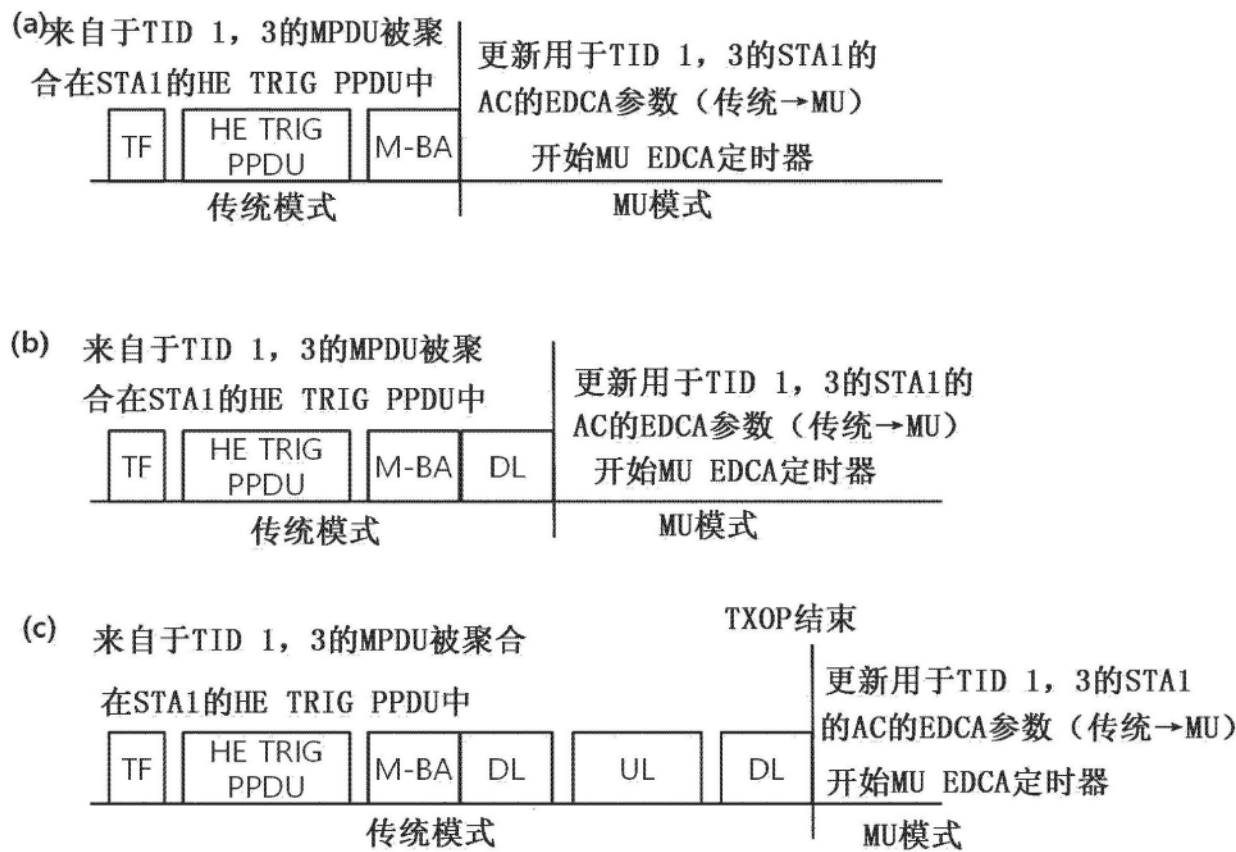 (a)来自于TID 1, 3的MPDU被聚
合在STA1的HE TRIG PPDU中
更新用于TID 1, 3的STA1的
AC的EDCA参数（传统→MU）
开始MU EDCA定时器
TF
HE TRIG
PPDU
M-BA
传统模式
MU模式
(b) 来自于TID 1, 3的MPDU被聚
合在STA1的HE TRIG PPDU中
更新用于TID 1, 3的STA1的
AC的EDCA参数（传统→MU）
开始MU EDCA定时器
TF
HE TRIG
PPDU
M-BA
DL
传统模式
MU模式
(c) 来自于TID 1, 3的MPDU被聚合
在STA1的HE TRIG PPDU中
TXOP结束
更新用于TID 1, 3的STA1
的AC的EDCA参数（传统→MU）
开始MU EDCA定时器
TF
HE TRIG
PPDU
M-BA
DL
UL
DL
传统模式
MU模式